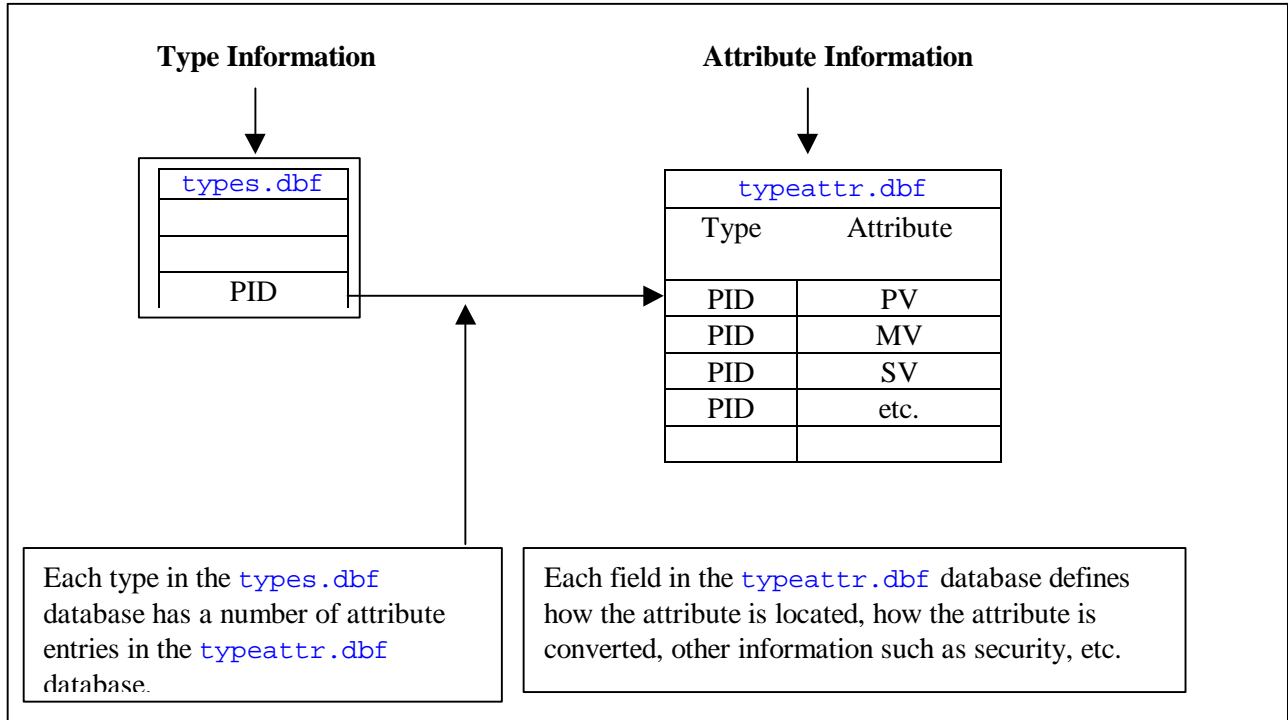 Type Information
Attribute Information
types.dbf
PID
typeattr.dbf
Type Attribute
PID PV
PID MV
PID SV
PID etc.
Each type in the types.dbf
database has a number of attribute
entries in the typeattr.dbf
database.
Each field in the typeattr.dbf database defines
how the attribute is located, how the attribute is
converted, other information such as security, etc.